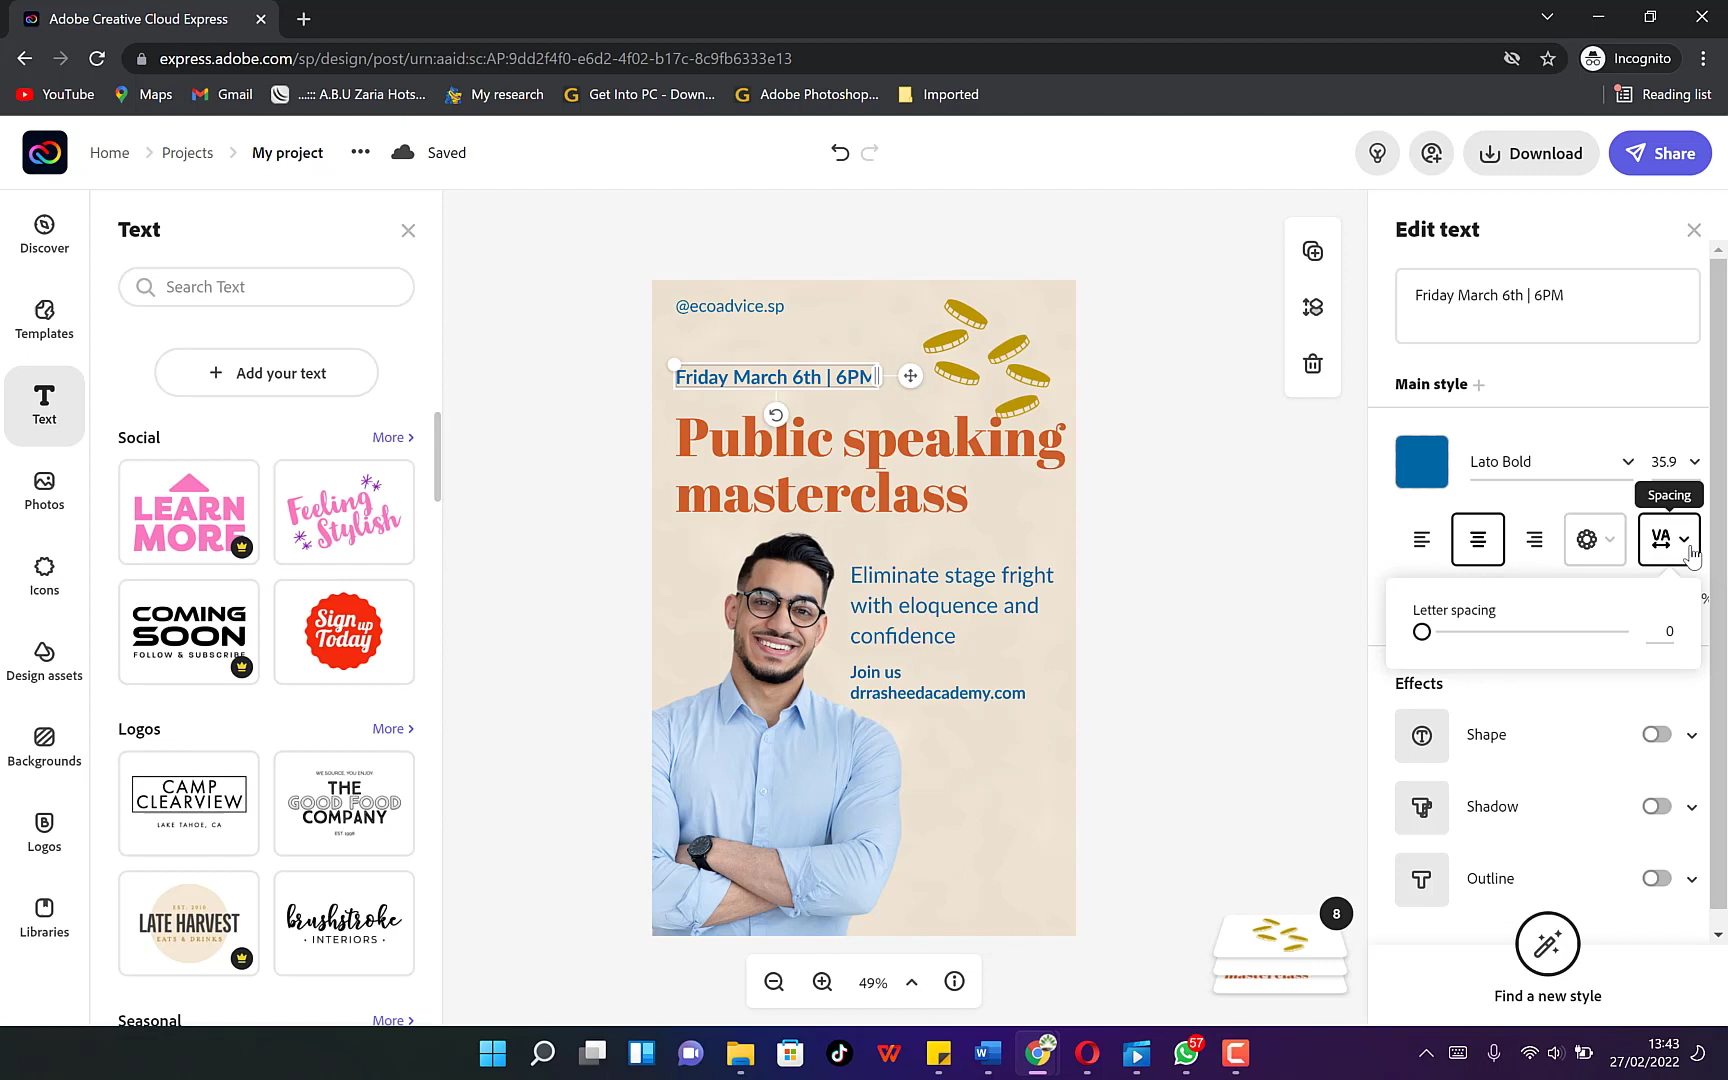 Adobe Creative Cloud Express
express.adobe.com/sp/design/post/urn:aaid:sc:AP:9dd2f4f0-e6d2-4f02-b17c-8c9fb6333e13
Incognito
YouTube
Maps
Gmail
...::: A.B.U Zaria Hots...
My research
Get Into PC - Down...
Adobe Photoshop...
Imported
Reading list
Home
Projects
My project
Saved
Download
Share
Discover
Templates
Text
Photos
Icons
Design assets
Backgrounds
Logos
Libraries
Text
Search Text
+ Add your text
Social
More
LEARN
MORE
Feeling
Stylish
COMING
SOON
FOLLOW & SUBSCRIBE
Sign up
Today
Logos
More
CAMP
CLEARVIEW
LAKE TAHOE, CA
WE SOURCE, YOU ENJOY
THE
GOOD FOOD
COMPANY
EST 1998
EST. 2010
LATE HARVEST
EATS & DRINKS
brushstroke
INTERIORS
Seasonal
More
@ecoadvice.sp
Friday March 6th | 6PM
Public speaking
masterclass
Eliminate stage fright
with eloquence and
confidence
Join us
drrasheedacademy.com
49%
8
masterclass
Edit text
Friday March 6th | 6PM
Main style +
Lato Bold
35.9
Spacing
VA
%
Letter spacing
0
Effects
Shape
Shadow
Outline
Find a new style
57
13:43
27/02/2022